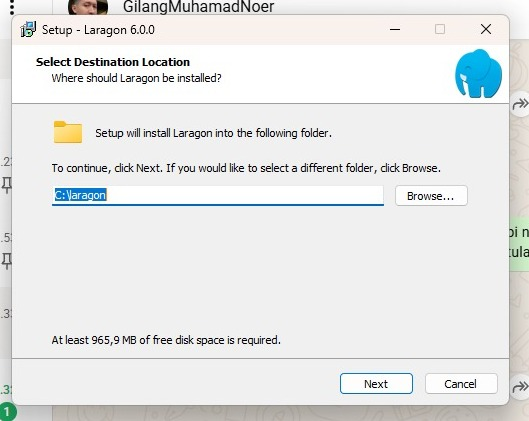 GilangMuhamadNoer
Setup - Laragon 6.0.0
Select Destination Location
Where should Laragon be installed?
Setup will install Laragon into the following folder.
To continue, click Next. If you would like to select a different folder, click Browse.
C:\laragon
Browse...
At least 965,9 MB of free disk space is required.
Next
Cancel
1